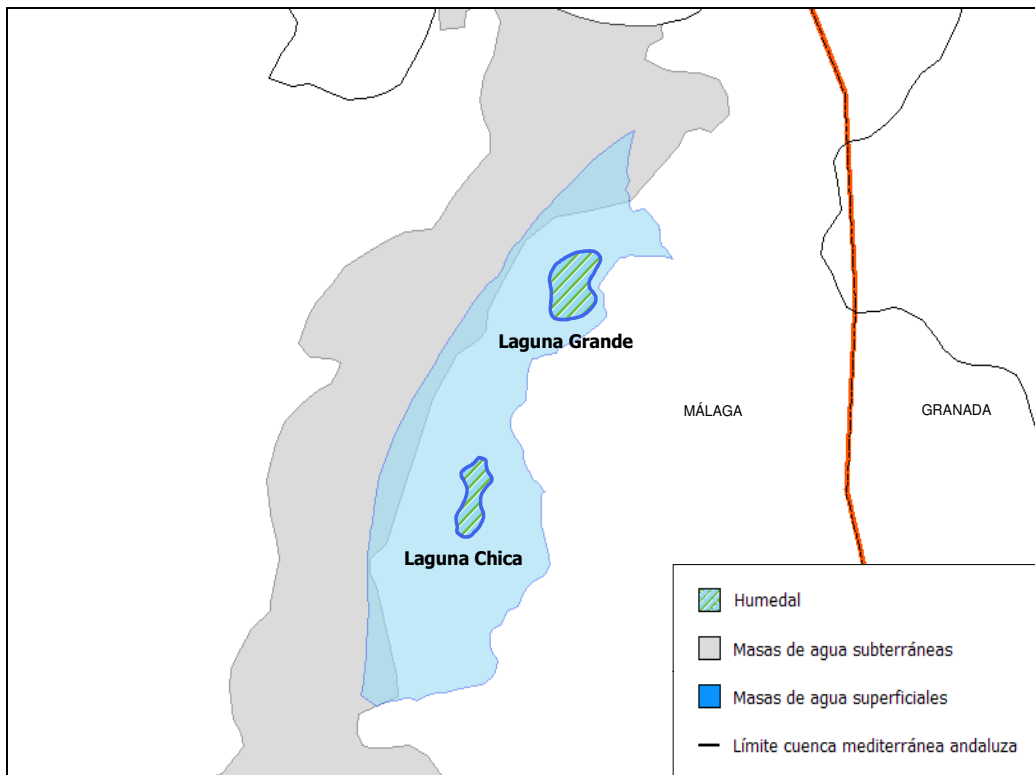 Laguna Grande
MÁLAGA
GRANADA
Laguna Chica
Humedal
Masas de agua subterráneas
Masas de agua superficiales
Límite cuenca mediterránea andaluza